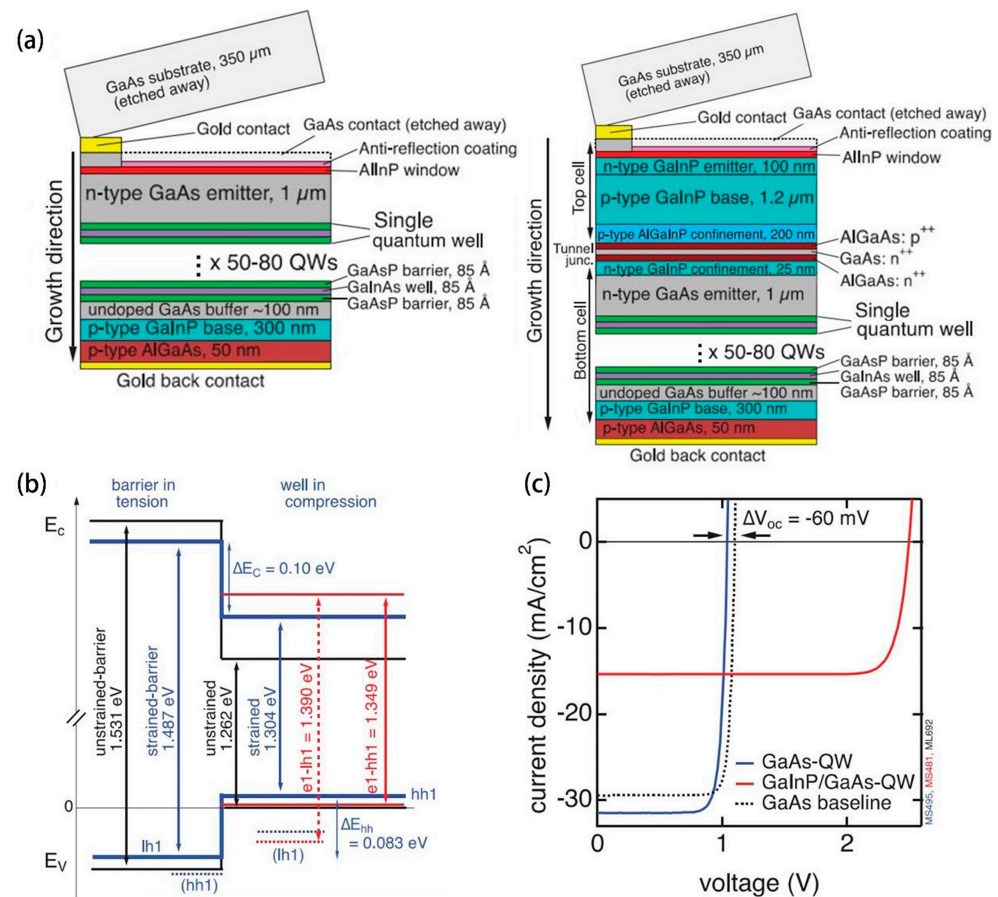 (a)
GaAs substrate, 350 µm
(etched away)
Gold contact
GaAs contact (etched away)
Anti-reflection coating
AlInP window
n-type GaAs emitter, 1 µm
Single
quantum well
x 50-80 QWs
GaAsP barrier, 85 Å
GaInAs well, 85 Å
GaAsP barrier, 85 Å
undoped GaAs buffer ~100 nm
p-type GaInP base, 300 nm
p-type AlGaAs, 50 nm
Gold back contact
Growth direction
GaAs substrate, 350 µm
(etched away)
Gold contact
GaAs contact (etched away)
Anti-reflection coating
AlInP window
n-type GaInP emitter, 100 nm
p-type GaInP base, 1.2 µm
p-type AlGaInP confinement, 200 nm
AlGaAs: p++
GaAs: n++
AlGaAs: n++
n-type GaInP confinement, 25 nm
n-type GaAs emitter, 1 µm
Single
quantum well
x 50-80 QWs
GaAsP barrier, 85 Å
GaInAs well, 85 Å
GaAsP barrier, 85 Å
undoped GaAs buffer ~100 nm
p-type GaInP base, 300 nm
p-type AlGaAs, 50 nm
Gold back contact
Growth direction
Top cell
Tunnel
junc.
Bottom cell
(b)
barrier in
tension
well in
compression
Ec
ΔEC = 0.10 eV
unstrained-barrier
1.531 eV
strained-barrier
1.487 eV
unstrained
1.262 eV
strained
1.304 eV
e1-lh1 = 1.390 eV
e1-hh1 = 1.349 eV
hh1
0
ΔEhh
= 0.083 eV
EV
lh1
(lh1)
(hh1)
(c)
ΔVoc = -60 mV
0
-10
-20
-30
current density (mA/cm2)
GaAs-QW
GaInP/GaAs-QW
GaAs baseline
MS495, MS481, ML692
0
1
2
voltage (V)